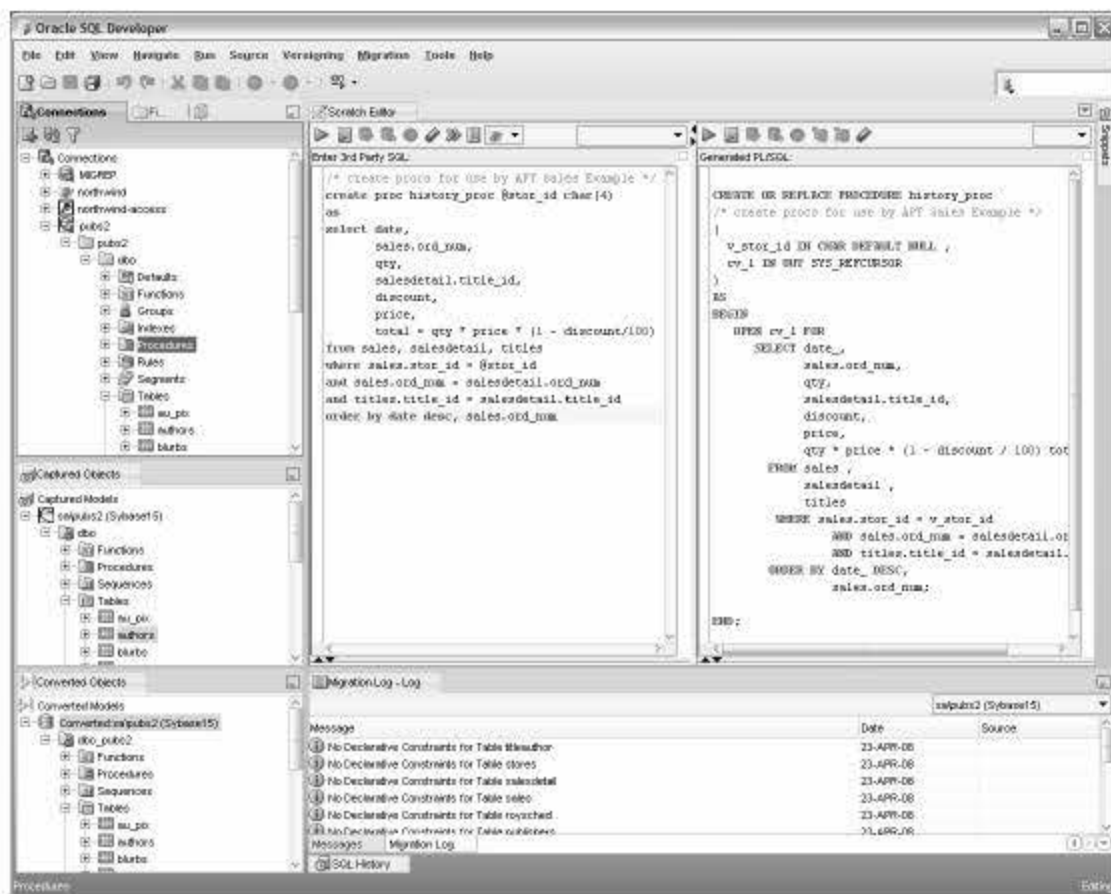 Oracle SQL Developer
File Edit View Navigate Run Source Versioning Migration Tools Help
Connections
Fi...
Connections
MIGREP
northwind
northwind-access
pubs2
pubs2
dbo
Defaults
Functions
Groups
Indexes
Procedures
Rules
Segments
Tables
au_pix
authors
blurbs
Captured Objects
Captured Models
sa/pubs2 (Sybase15)
dbo
Functions
Procedures
Sequences
Tables
au_pix
authors
blurbs
Converted Objects
Converted Models
Converted:sa/pubs2 (Sybase15)
dbo_pubs2
Functions
Procedures
Sequences
Tables
au_pix
authors
blurbs
Scratch Editor
Enter 3rd Party SQL:
/* create procs for use by APT Sales Example */
create proc history_proc @stor_id char(4)
as
select date,
sales.ord_num,
qty,
salesdetail.title_id,
discount,
price,
total = qty * price * (1 - discount/100)
from sales, salesdetail, titles
where sales.stor_id = @stor_id
and sales.ord_num = salesdetail.ord_num
and titles.title_id = salesdetail.title_id
order by date desc, sales.ord_num
Generated PL/SQL:
CREATE OR REPLACE PROCEDURE history_proc
/* create procs for use by APT Sales Example */
(
v_stor_id IN CHAR DEFAULT NULL ,
cv_1 IN OUT SYS_REFCURSOR
)
AS
BEGIN
OPEN cv_1 FOR
SELECT date_,
sales.ord_num,
qty,
salesdetail.title_id,
discount,
price,
qty * price * (1 - discount / 100) tot
FROM sales ,
salesdetail ,
titles
WHERE sales.stor_id = v_stor_id
AND sales.ord_num = salesdetail.or
AND titles.title_id = salesdetail.
ORDER BY date_ DESC,
sales.ord_num;
END;
Snippets
Migration Log - Log
sa/pubs2 (Sybase15)
Message Date Source
No Declarative Constraints for Table titleauthor 23-APR-08
No Declarative Constraints for Table stores 23-APR-08
No Declarative Constraints for Table salesdetail 23-APR-08
No Declarative Constraints for Table sales 23-APR-08
No Declarative Constraints for Table roysched 23-APR-08
No Declarative Constraints for Table publishers 23-APR-08
Messages Migration Log
SQL History
Procedures
Editing